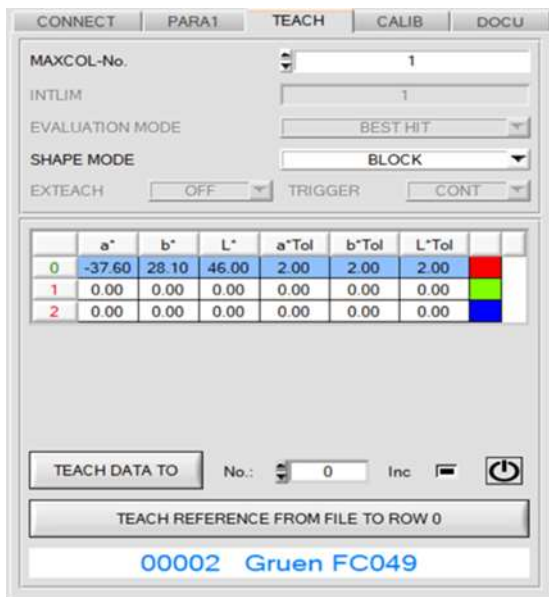 CONNECT PARA1 TEACH CALIB DOCU
MAXCOL-No. 1
INTLIM 1
EVALUATION MODE BEST HIT
SHAPE MODE BLOCK
EXTEACH OFF TRIGGER CONT
a* b* L* a*Tol b*Tol L*Tol
0 -37.60 28.10 46.00 2.00 2.00 2.00
1 0.00 0.00 0.00 0.00 0.00 0.00
2 0.00 0.00 0.00 0.00 0.00 0.00
TEACH DATA TO No.: 0 Inc
TEACH REFERENCE FROM FILE TO ROW 0
00002 Gruen FC049